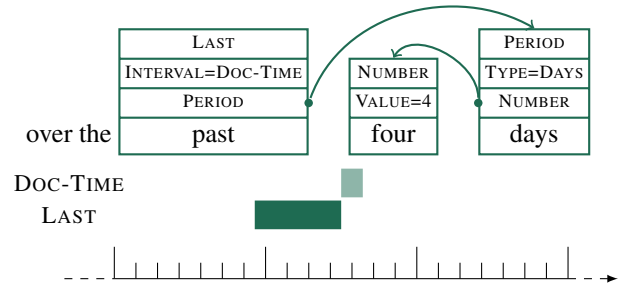 LAST
INTERVAL=DOC-TIME
PERIOD
NUMBER
VALUE=4
PERIOD
TYPE=DAYS
NUMBER
over the past four days
DOC-TIME
LAST